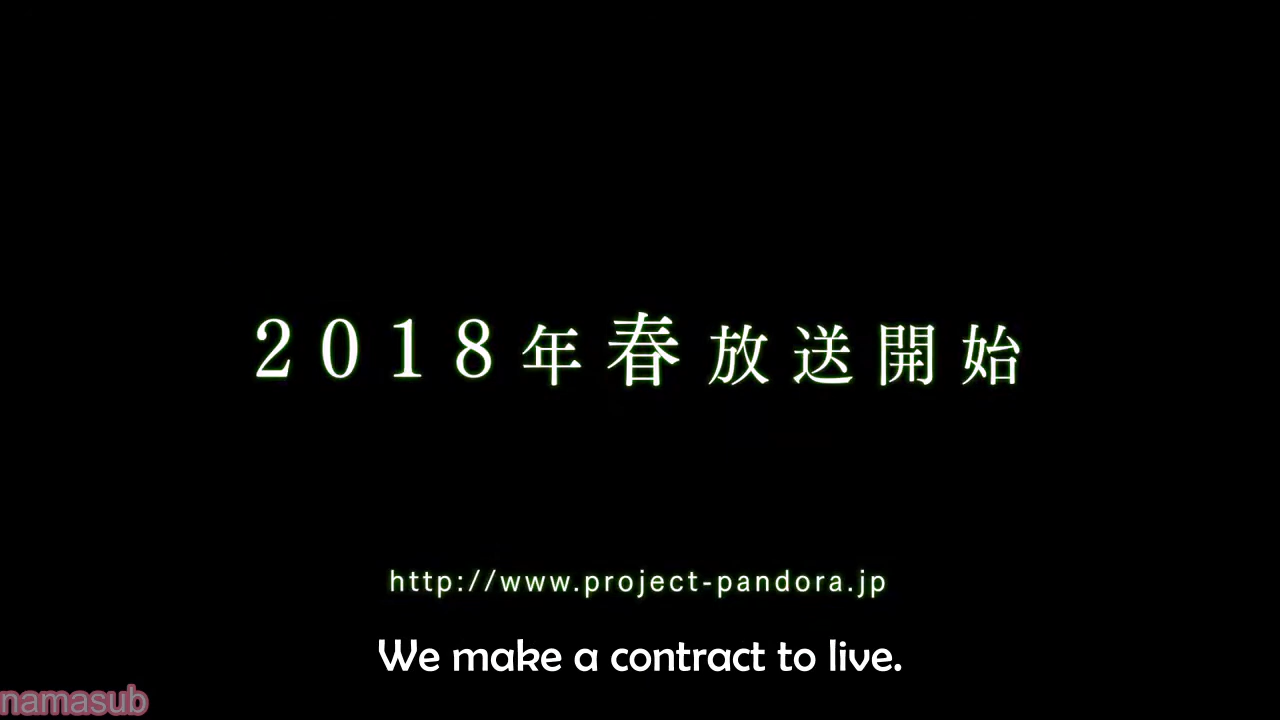 2018年春放送開始
http://www.project-pandora.jp
We make a contract to live.
namasub